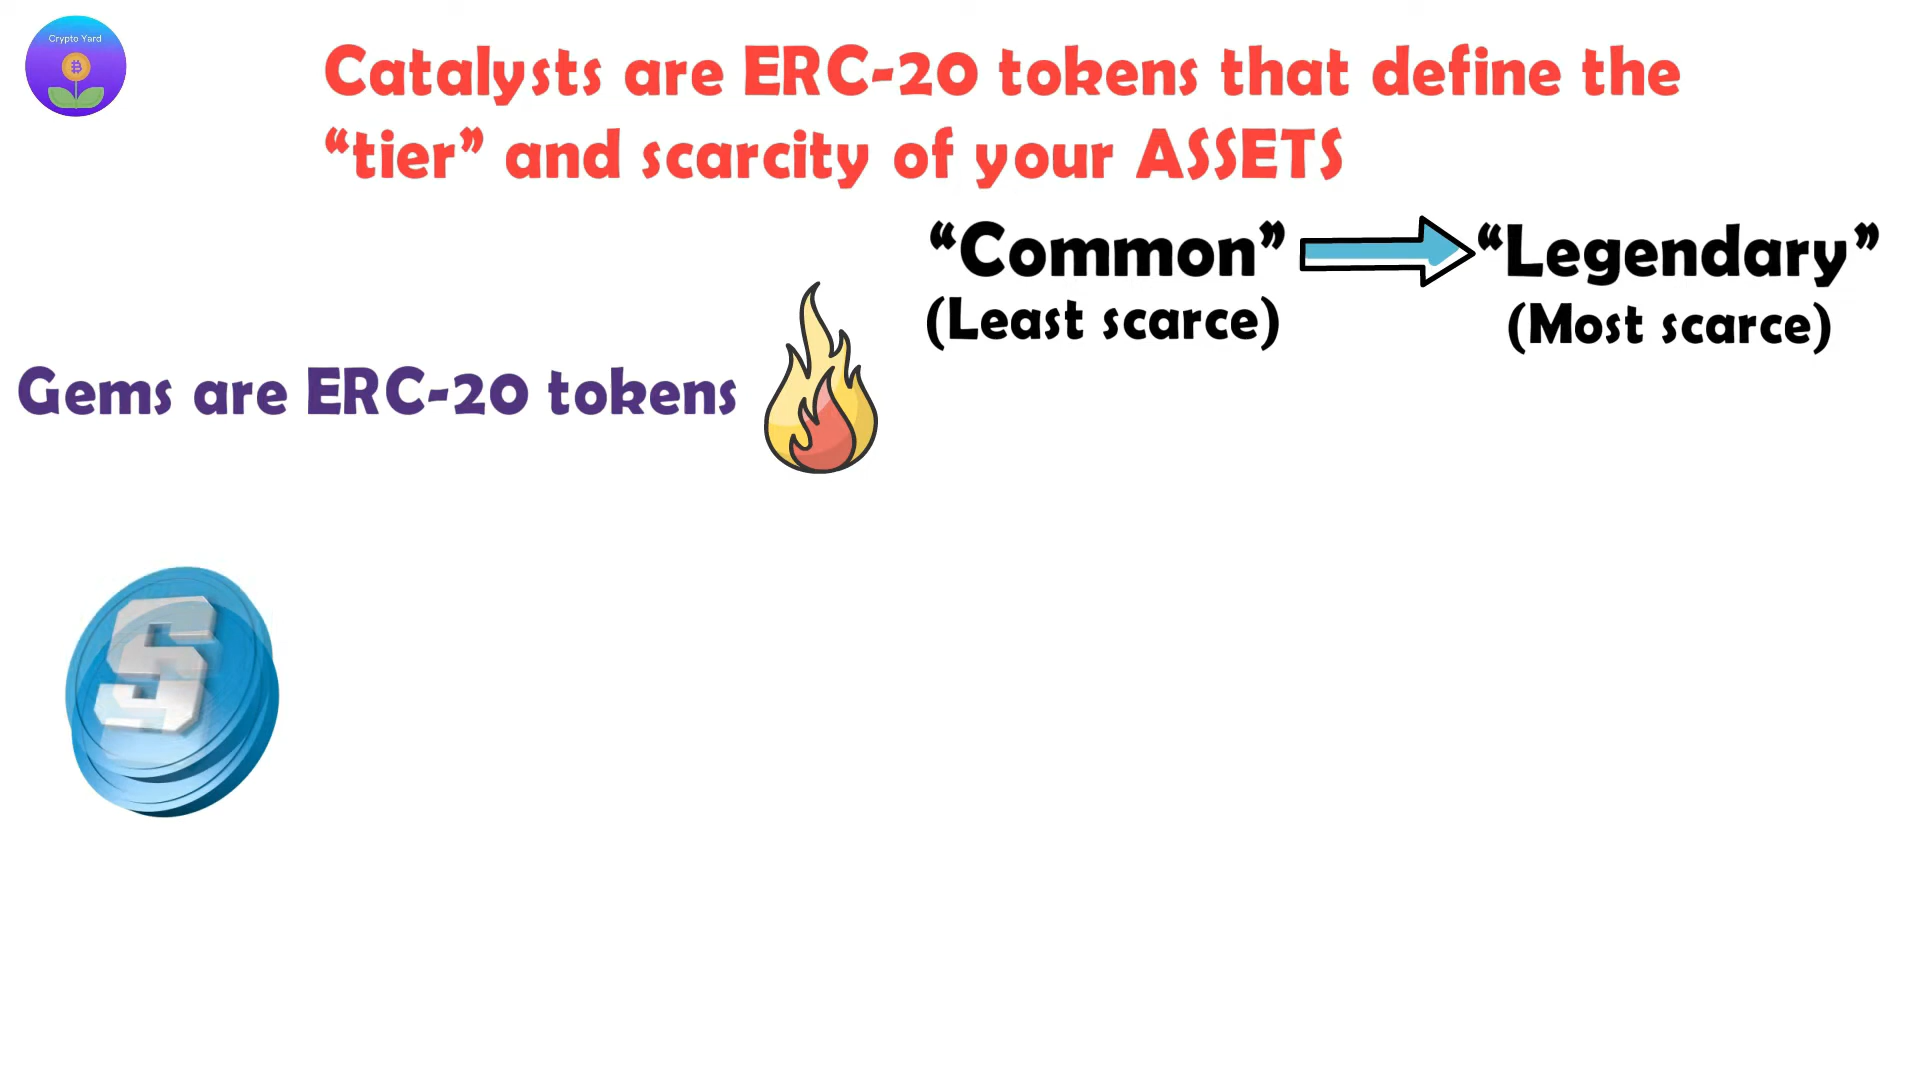 Crypto Yard
Catalysts are ERC-20 tokens that define the
“tier” and scarcity of your ASSETS
“Common” “Legendary”
(Least scarce) (Most scarce)
Gems are ERC-20 tokens
S